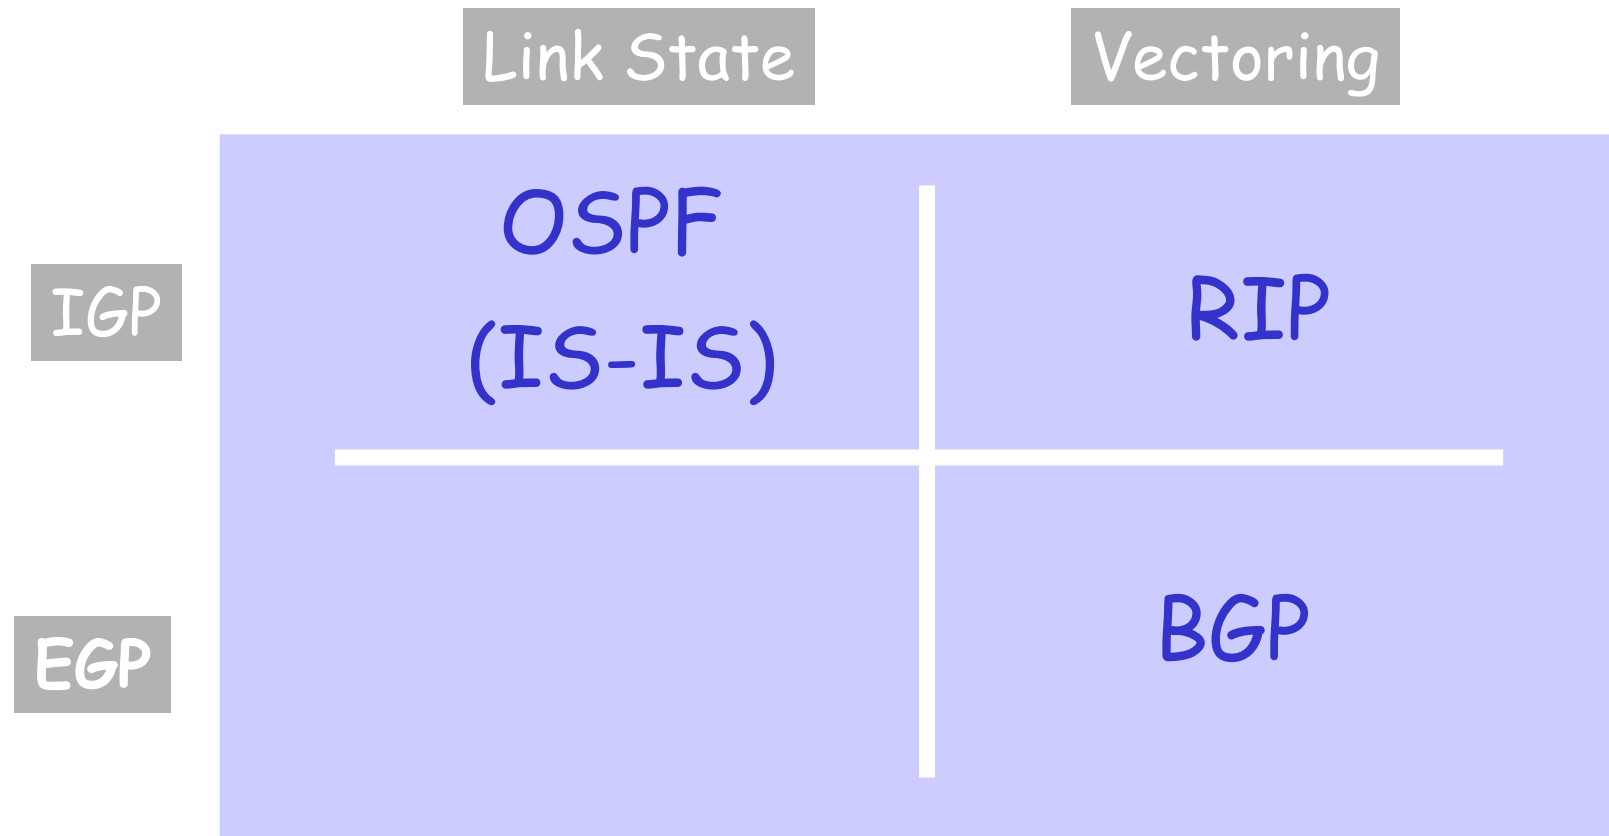 Link State
Vectoring
IGP
OSPF
(IS-IS)
RIP
EGP
BGP